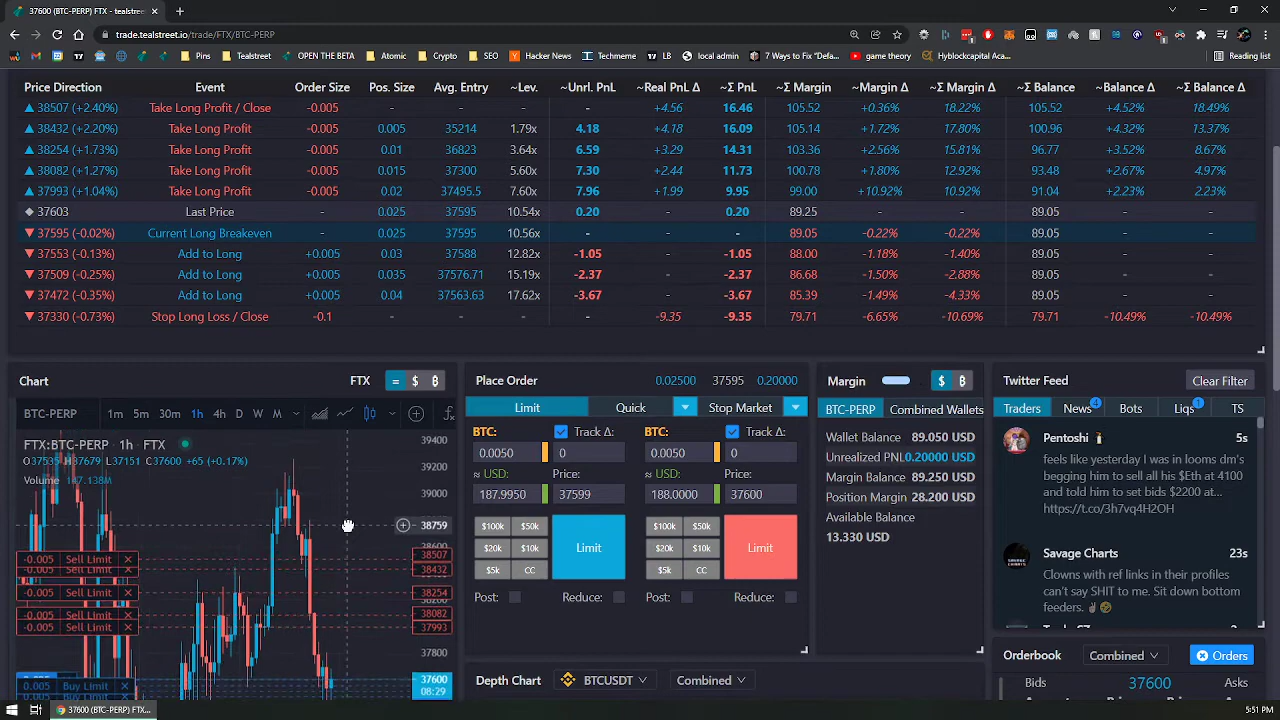 37600 (BTC-PERP) FTX - tealstreet
trade.tealstreet.io/trade/FTX/BTC-PERP
Pins Tealstreet OPEN THE BETA Atomic Crypto SEO Hacker News Techmeme LB local admin 7 Ways to Fix "Defa... game theory Hyblockcapital A... Reading list
Price Direction Event Order Size Pos. Size Avg. Entry ~Lev. ~Unrl. PnL ~Real PnL Δ ~Σ PnL ~Σ Margin ~Margin Δ ~Σ Margin Δ ~Σ Balance ~Balance Δ ~Σ Balance Δ
▲ 38507 (+2.40%) Take Long Profit / Close -0.005 - - - - +4.56 16.46 105.52 +0.36% 18.22% 105.52 +4.52% 18.49%
▲ 38432 (+2.20%) Take Long Profit -0.005 0.005 35214 1.79x 4.18 +4.18 16.09 105.14 +1.72% 17.80% 100.96 +4.32% 13.37%
▲ 38254 (+1.73%) Take Long Profit -0.005 0.01 36823 3.64x 6.59 +3.29 14.31 103.36 +2.56% 15.81% 96.77 +3.52% 8.67%
▲ 38082 (+1.27%) Take Long Profit -0.005 0.015 37300 5.60x 7.30 +2.44 11.73 100.78 +1.80% 12.92% 93.48 +2.67% 4.97%
▲ 37993 (+1.04%) Take Long Profit -0.005 0.02 37495.5 7.60x 7.96 +1.99 9.95 99.00 +10.92% 10.92% 91.04 +2.23% 2.23%
◆ 37603 Last Price - 0.025 37595 10.54x 0.20 - 0.20 89.25 - - 89.05 - -
▼ 37595 (-0.02%) Current Long Breakeven - 0.025 37595 10.56x - - - 89.05 -0.22% -0.22% 89.05 - -
▼ 37553 (-0.13%) Add to Long +0.005 0.03 37588 12.82x -1.05 - -1.05 88.00 -1.18% -1.40% 89.05 - -
▼ 37509 (-0.25%) Add to Long +0.005 0.035 37576.71 15.19x -2.37 - -2.37 86.68 -1.50% -2.88% 89.05 - -
▼ 37472 (-0.35%) Add to Long +0.005 0.04 37563.63 17.62x -3.67 - -3.67 85.39 -1.49% -4.33% 89.05 - -
▼ 37330 (-0.73%) Stop Long Loss / Close -0.1 - - - - -9.35 -9.35 79.71 -6.65% -10.69% 79.71 -10.49% -10.49%
Chart FTX = $ ฿
BTC-PERP 1m 5m 30m 1h 4h D W M
FTX:BTC-PERP 1h FTX
O37535 H37679 L37151 C37600 +65 (+0.17%)
Volume
39400
39200
39000
38759
38507
38432
38254
38082
37993
37800
37600
08:29
-0.005 Sell Limit ×
-0.005 Sell Limit ×
-0.005 Sell Limit ×
-0.005 Sell Limit ×
-0.005 Sell Limit ×
0.005 Buy Limit ×
Place Order 0.02500 37595 0.20000
Limit Quick Stop Market
BTC: Track Δ: BTC: Track Δ:
0.0050 0 0.0050 0
≈ USD: Price: ≈ USD: Price:
187.9950 37599 188.0000 37600
$100k $50k $100k $50k
$20k $10k Limit $20k $10k Limit
$5k CC $5k CC
Post: Reduce: Post: Reduce:
Depth Chart BTCUSDT Combined
Margin $ ฿
BTC-PERP Combined Wallets
Wallet Balance 89.050 USD
Unrealized PNL 0.20000 USD
Margin Balance 89.250 USD
Position Margin 28.200 USD
Available Balance
13.330 USD
Twitter Feed Clear Filter
Traders News 4 Bots Liqs 1 TS
Pentoshi 5s
feels like yesterday I was in looms dm's
begging him to sell all his $Eth at 4100
and told him to set bids $2200 at...
https://t.co/3h7vq4H2OH
Savage Charts 23s
Clowns with ref links in their profiles
can't say SHIT to me. Sit down bottom
feeders.
Orderbook Combined Orders
Bids 37600 Asks
37600 (BTC-PERP) FTX... 5:51 PM